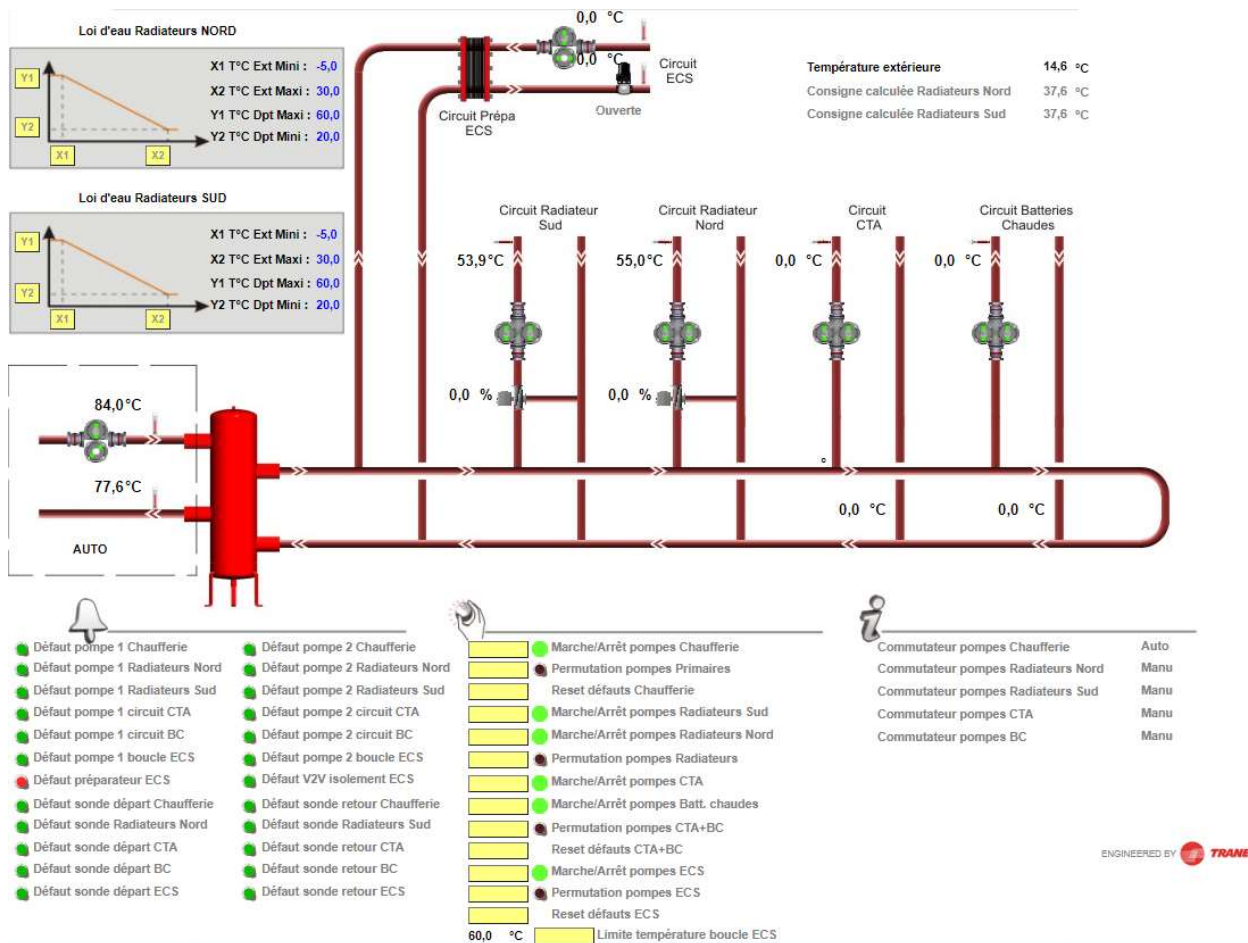 Loi d'eau Radiateurs NORD
Y1
Y2
X1
X2
X1 T°C Ext Mini : -5,0
X2 T°C Ext Maxi : 30,0
Y1 T°C Dpt Maxi : 60,0
Y2 T°C Dpt Mini : 20,0
0,0 °C
0,0 °C
Circuit ECS
Ouverte
Circuit Prépa
ECS
Température extérieure 14,6 °C
Consigne calculée Radiateurs Nord 37,6 °C
Consigne calculée Radiateurs Sud 37,6 °C
Loi d'eau Radiateurs SUD
Y1
Y2
X1
X2
X1 T°C Ext Mini : -5,0
X2 T°C Ext Maxi : 30,0
Y1 T°C Dpt Maxi : 60,0
Y2 T°C Dpt Mini : 20,0
Circuit Radiateur
Sud
Circuit Radiateur
Nord
Circuit
CTA
Circuit Batteries
Chaudes
53,9°C
55,0°C
0,0 °C
0,0 °C
0,0 %
0,0 %
84,0°C
77,6°C
AUTO
°
0,0 °C
0,0 °C
Défaut pompe 1 Chaufferie
Défaut pompe 1 Radiateurs Nord
Défaut pompe 1 Radiateurs Sud
Défaut pompe 1 circuit CTA
Défaut pompe 1 circuit BC
Défaut pompe 1 boucle ECS
Défaut préparateur ECS
Défaut sonde départ Chaufferie
Défaut sonde Radiateurs Nord
Défaut sonde départ CTA
Défaut sonde départ BC
Défaut sonde départ ECS
Défaut pompe 2 Chaufferie
Défaut pompe 2 Radiateurs Nord
Défaut pompe 2 Radiateurs Sud
Défaut pompe 2 circuit CTA
Défaut pompe 2 circuit BC
Défaut pompe 2 boucle ECS
Défaut V2V isolement ECS
Défaut sonde retour Chaufferie
Défaut sonde Radiateurs Sud
Défaut sonde retour CTA
Défaut sonde retour BC
Défaut sonde retour ECS
Marche/Arrêt pompes Chaufferie
Permutation pompes Primaires
Reset défauts Chaufferie
Marche/Arrêt pompes Radiateurs Sud
Marche/Arrêt pompes Radiateurs Nord
Permutation pompes Radiateurs
Marche/Arrêt pompes CTA
Marche/Arrêt pompes Batt. chaudes
Permutation pompes CTA+BC
Reset défauts CTA+BC
Marche/Arrêt pompes ECS
Permutation pompes ECS
Reset défauts ECS
60,0 °C Limite température boucle ECS
Commutateur pompes Chaufferie Auto
Commutateur pompes Radiateurs Nord Manu
Commutateur pompes Radiateurs Sud Manu
Commutateur pompes CTA Manu
Commutateur pompes BC Manu
ENGINEERED BY TRANE